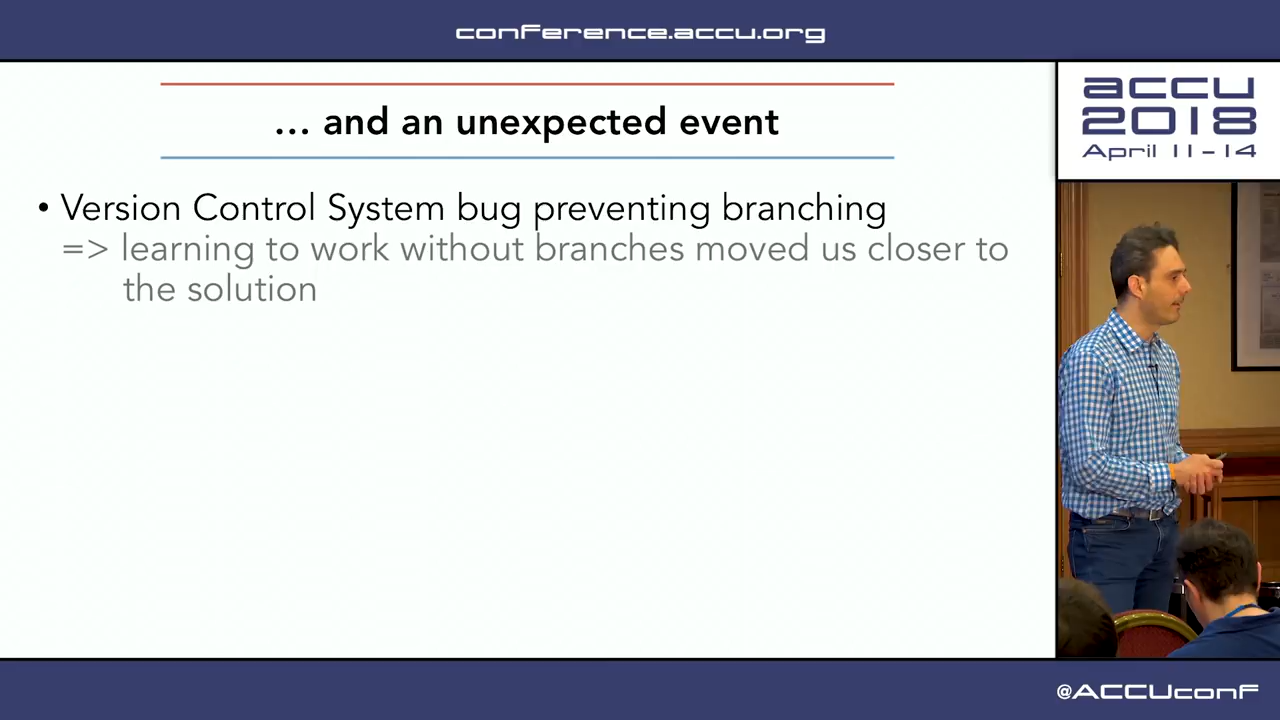 conference.accu.org
accu
2018
April 11-14
… and an unexpected event
• Version Control System bug preventing branching
=> learning to work without branches moved us closer to
the solution
@ACCUconf